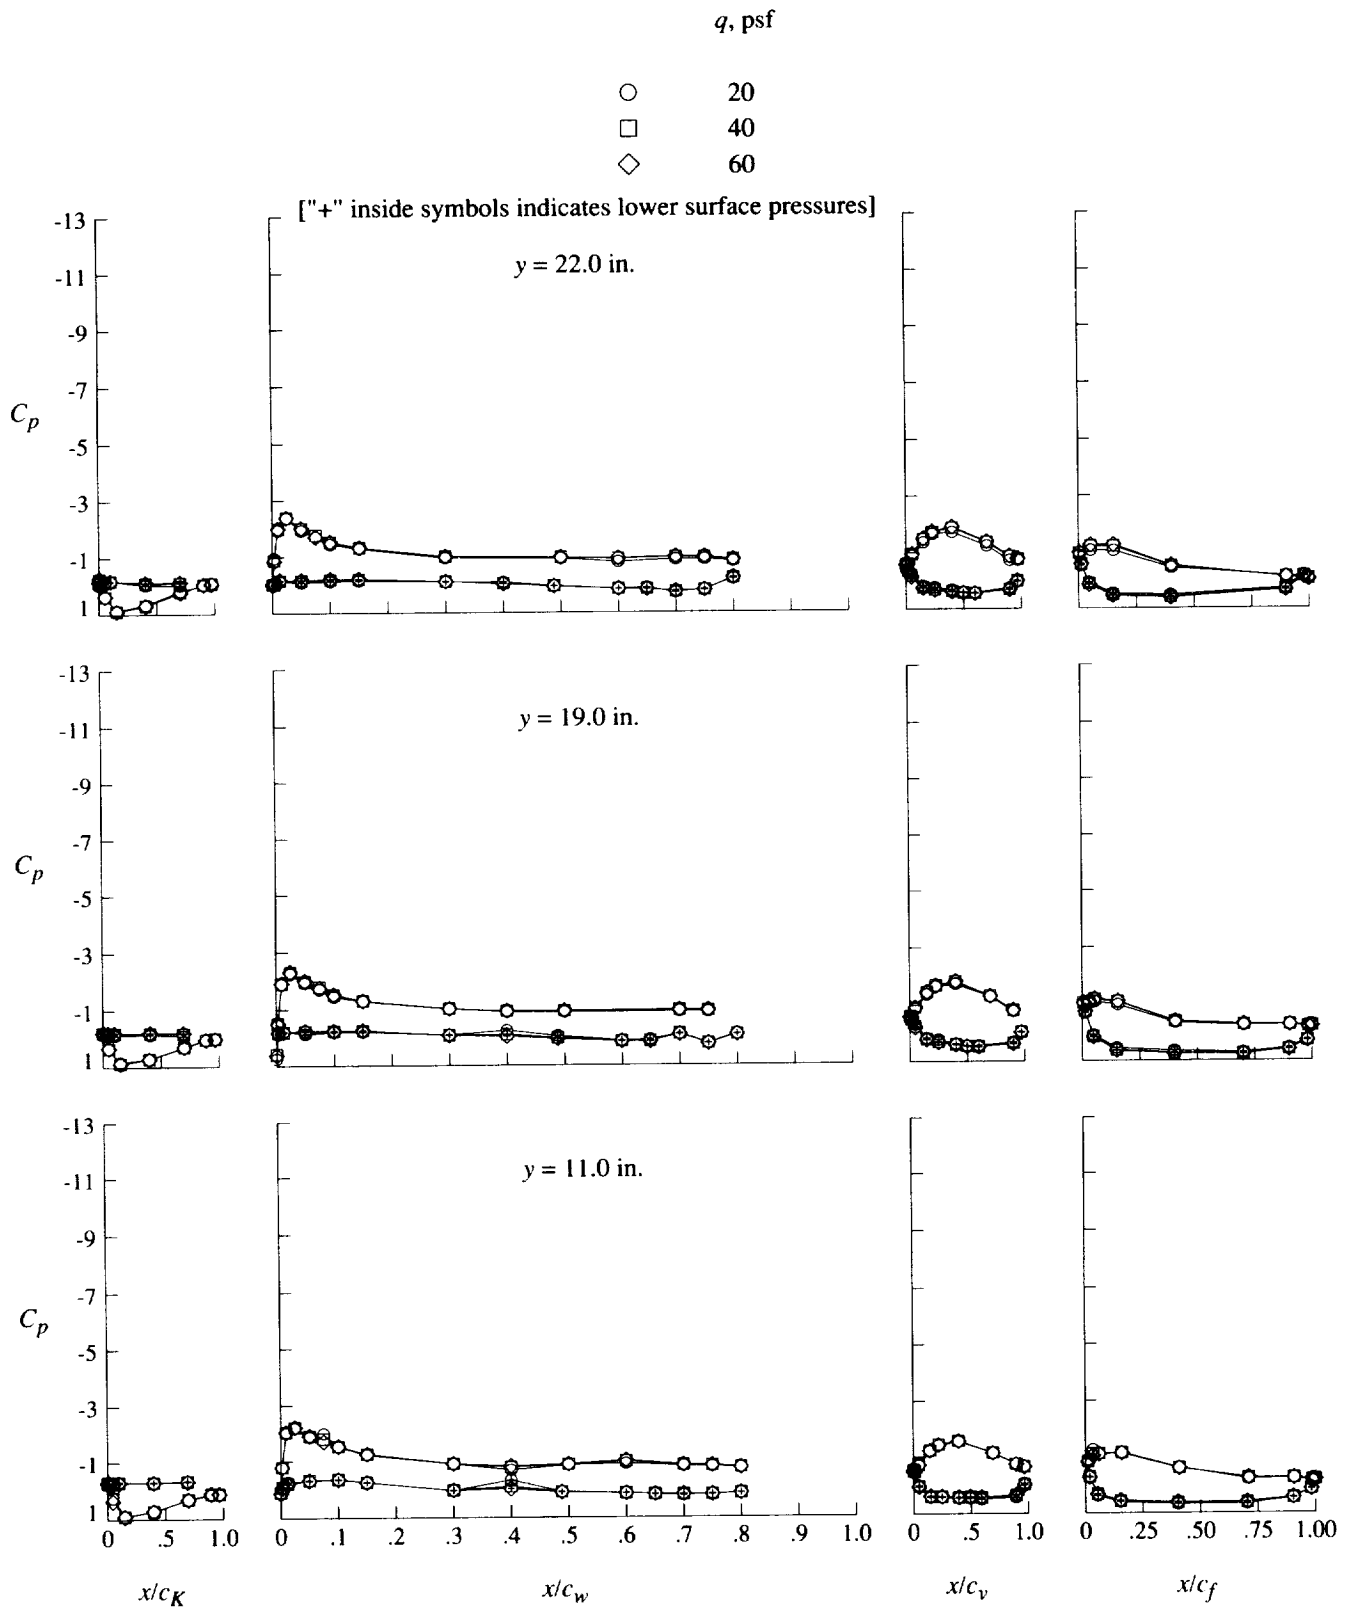 q, psf
○ 20
□ 40
◇ 60
["+" inside symbols indicates lower surface pressures]
y = 22.0 in.
-13
-11
-9
-7
C_p
-5
-3
-1
1
y = 19.0 in.
-13
-11
-9
-7
C_p
-5
-3
-1
1
y = 11.0 in.
-13
-11
-9
-7
C_p
-5
-3
-1
1
0 .5 1.0 0 .1 .2 .3 .4 .5 .6 .7 .8 .9 1.0 0 .5 1.0 0 .25 .50 .75 1.00
x/c_K x/c_w x/c_v x/c_f